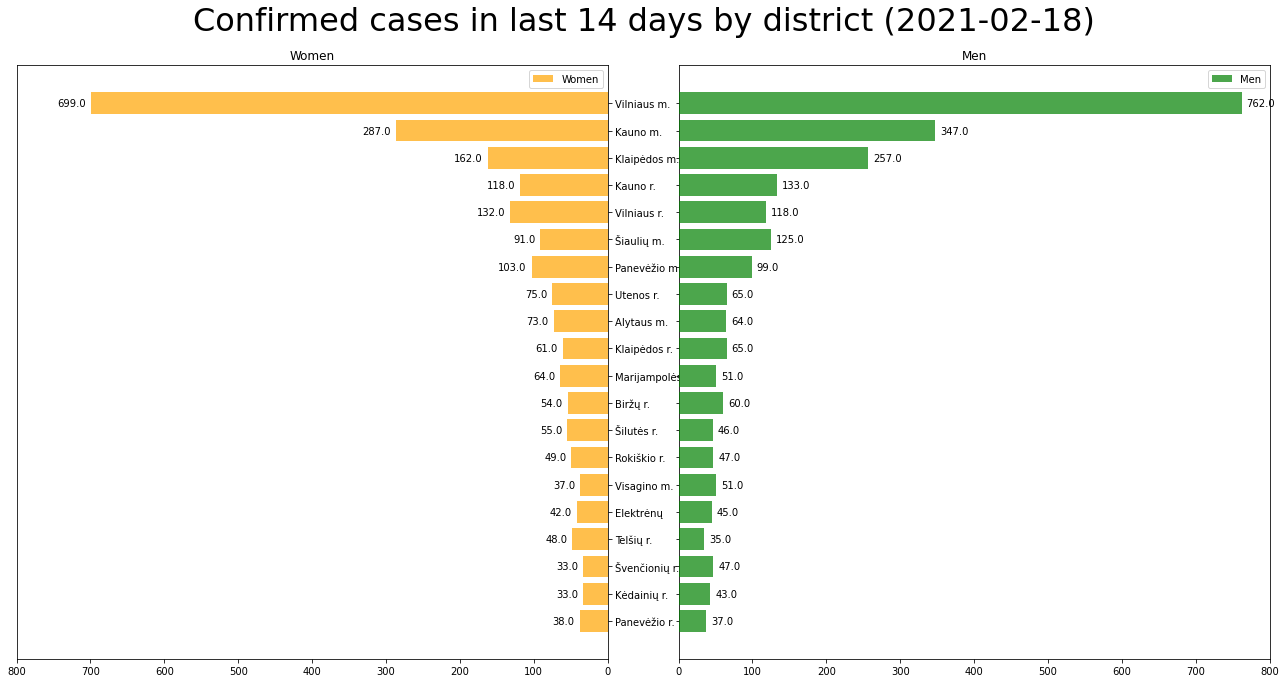 Confirmed cases in last 14 days by district (2021-02-18)
Women Men
Women Men
699.0 Vilniaus m. 762.0
287.0 Kauno m. 347.0
162.0 Klaipėdos m. 257.0
118.0 Kauno r. 133.0
132.0 Vilniaus r. 118.0
91.0 Šiaulių m. 125.0
103.0 Panevėžio m 99.0
75.0 Utenos r. 65.0
73.0 Alytaus m. 64.0
61.0 Klaipėdos r. 65.0
64.0 Marijampolės 51.0
54.0 Biržų r. 60.0
55.0 Šilutės r. 46.0
49.0 Rokiškio r. 47.0
37.0 Visagino m. 51.0
42.0 Elektrėnų 45.0
48.0 Telšių r. 35.0
33.0 Švenčionių r. 47.0
33.0 Kėdainių r. 43.0
38.0 Panevėžio r. 37.0
800 700 600 500 400 300 200 100 0 0 100 200 300 400 500 600 700 800